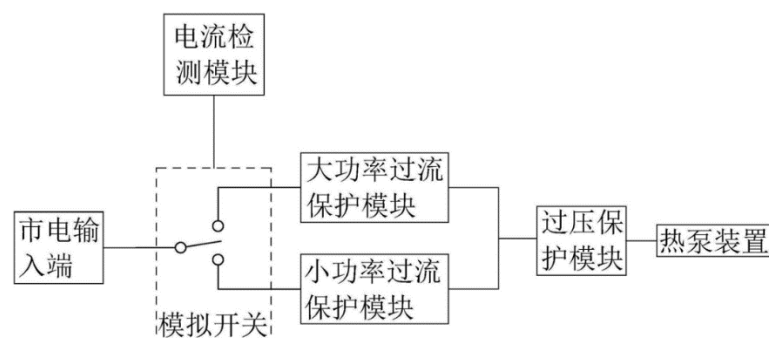 电流检
测模块
大功率过流
保护模块
市电输
入端
过压保
护模块
热泵装置
小功率过流
保护模块
模拟开关